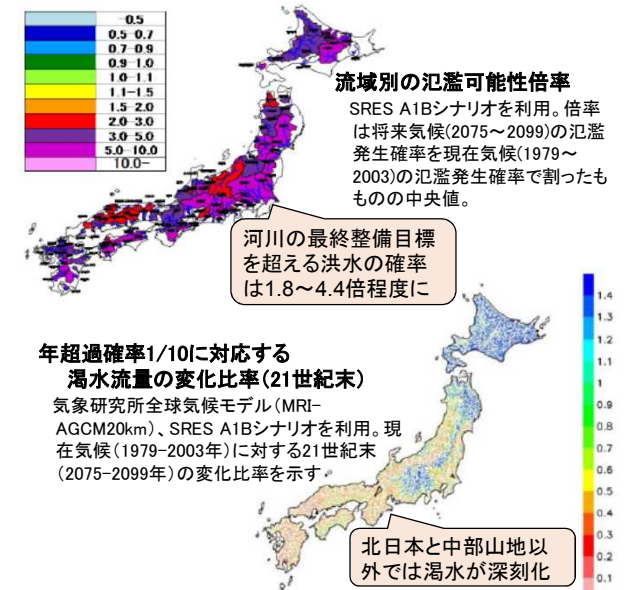 -0.5
0.5-0.7
0.7-0.9
0.9-1.0
1.0-1.1
1.1-1.5
1.5-2.0
2.0-3.0
3.0-5.0
5.0-10.0
10.0-
流域別の氾濫可能性倍率
SRES A1Bシナリオを利用。倍率
は将来気候(2075～2099)の氾濫
発生確率を現在気候(1979～
2003)の氾濫発生確率で割ったも
ものの中央値。
河川の最終整備目標
を超える洪水の確率
は1.8～4.4倍程度に
年超過確率1/10に対応する
渇水流量の変化比率(21世紀末)
気象研究所全球気候モデル(MRI-
AGCM20km)、SRES A1Bシナリオを利用。現
在気候(1979-2003年)に対する21世紀末
(2075-2099年)の変化比率を示す
1.4
1.3
1.2
1.1
1
0.9
0.8
0.7
0.6
0.5
0.4
0.3
0.2
0.1
北日本と中部山地以
外では渇水が深刻化